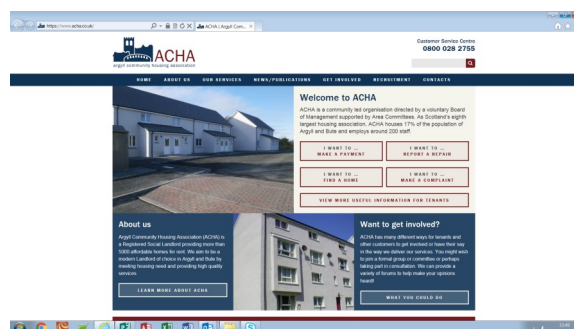 https://www.acha.co.uk/
ACHA | Argyll Com...
ACHA
argyll community housing association
Customer Service Centre
0800 028 2755
HOME ABOUT US OUR SERVICES NEWS/PUBLICATIONS GET INVOLVED RECRUITMENT CONTACTS
Welcome to ACHA
ACHA is a community led organisation directed by a voluntary Board
of Management supported by Area Committees. As Scotland's eighth
largest housing association, ACHA houses 17% of the population of
Argyll and Bute and employs around 200 staff.
I WANT TO ...
MAKE A PAYMENT
I WANT TO ...
REPORT A REPAIR
I WANT TO ...
FIND A HOME
I WANT TO ...
MAKE A COMPLAINT
VIEW MORE USEFUL INFORMATION FOR TENANTS
About us
Argyll Community Housing Association (ACHA) is
a Registered Social Landlord providing more than
5000 affordable homes for rent. We aim to be a
modern Landlord of choice in Argyll and Bute by
meeting housing need and providing high quality
services
LEARN MORE ABOUT ACHA
Want to get involved?
ACHA has many different ways for tenants and
other customers to get involved or have their say
in the way we deliver our services. You might wish
to join a formal group or committee or perhaps
taking part in consultation. We can provide a
variety of forums to help make your opinions
heard!
WHAT YOU COULD DO